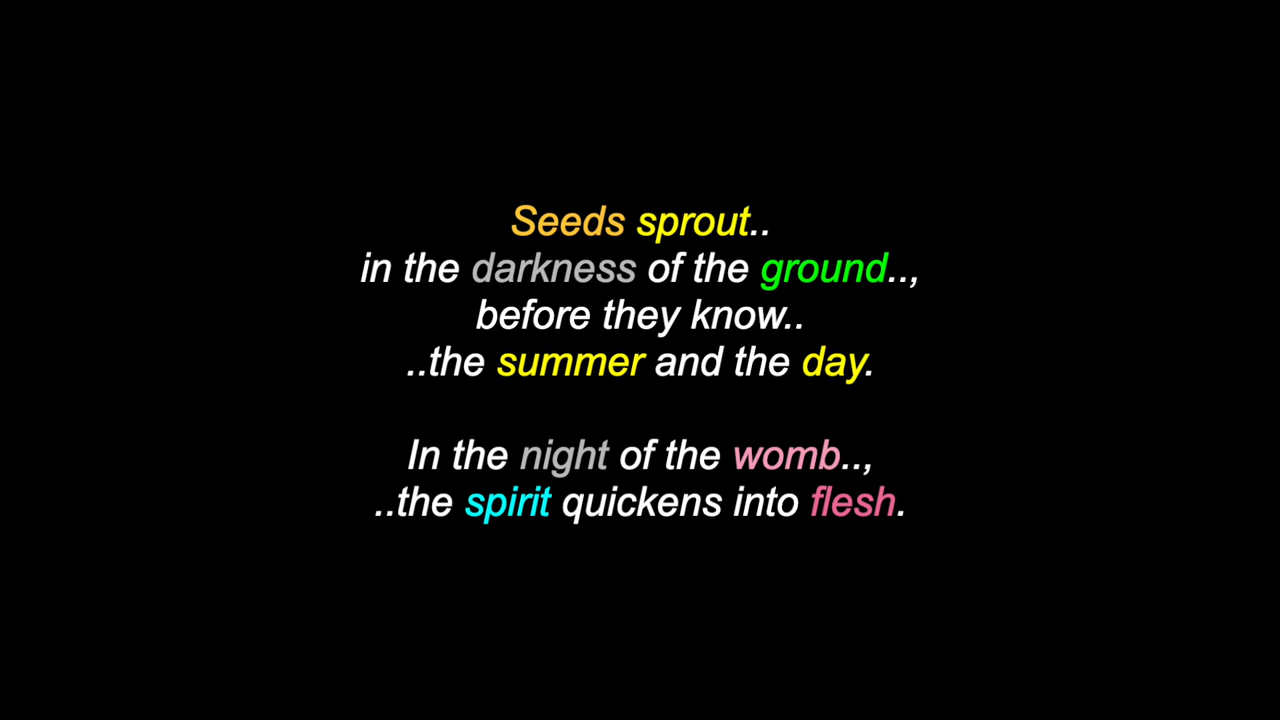 Seeds sprout..
in the darkness of the ground..,
before they know..
..the summer and the day.
In the night of the womb..,
..the spirit quickens into flesh.